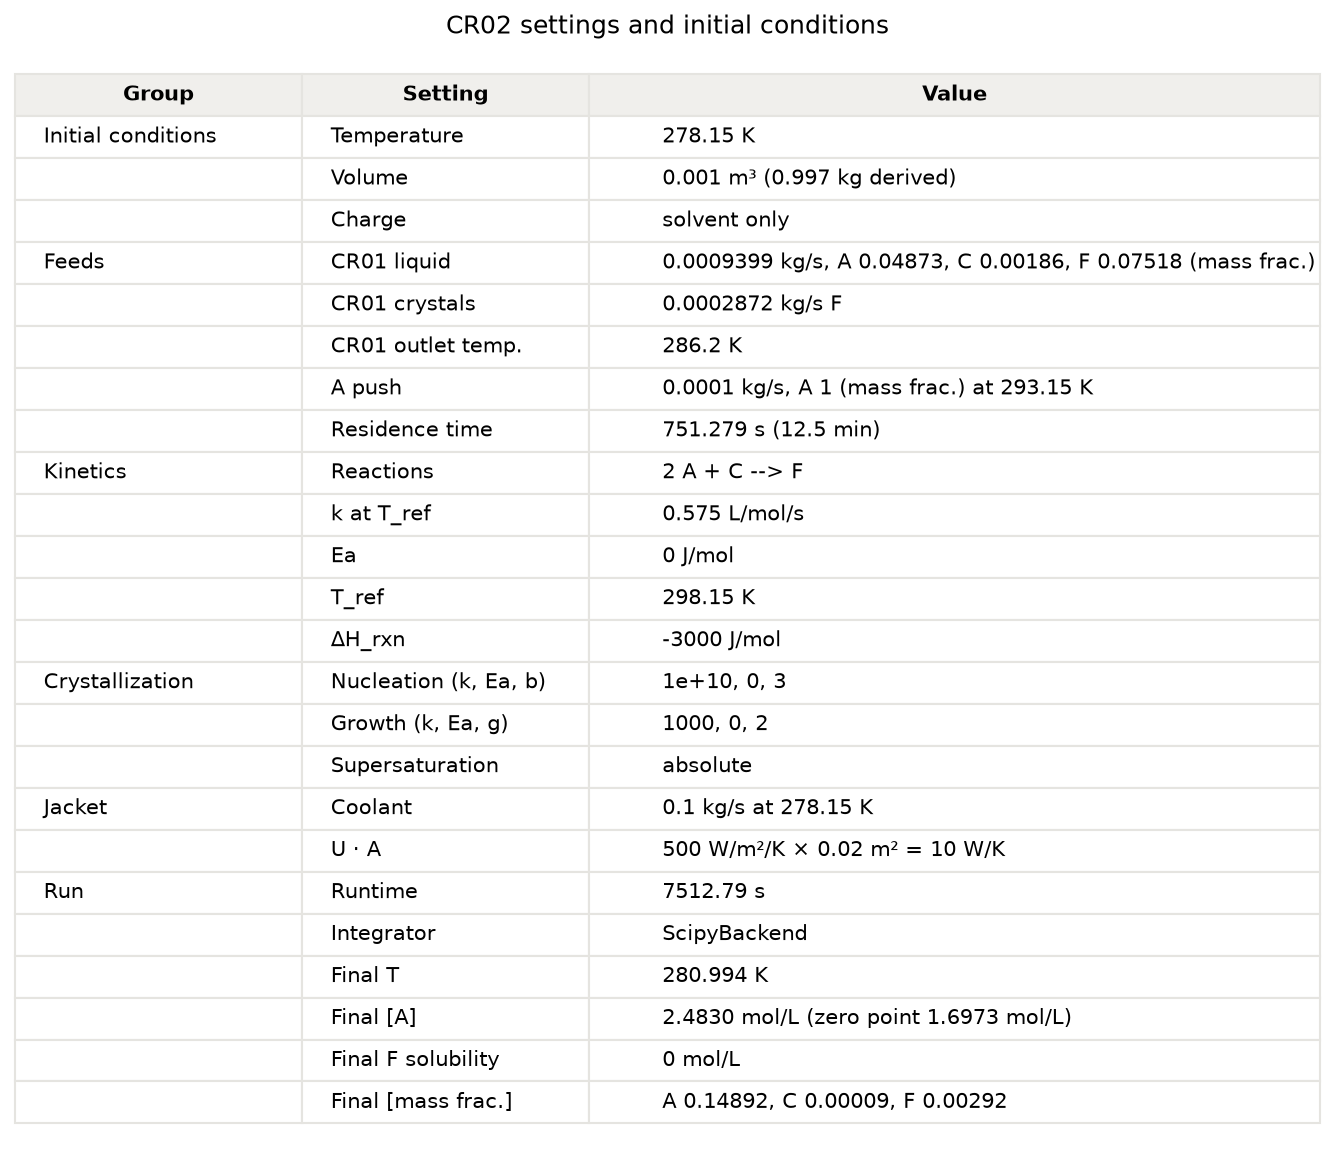 CR02 settings and initial conditions
Group Setting Value
Initial conditions Temperature 278.15 K
Volume 0.001 m³ (0.997 kg derived)
Charge solvent only
Feeds CR01 liquid 0.0009399 kg/s, A 0.04873, C 0.00186, F 0.07518 (mass frac.)
CR01 crystals 0.0002872 kg/s F
CR01 outlet temp. 286.2 K
A push 0.0001 kg/s, A 1 (mass frac.) at 293.15 K
Residence time 751.279 s (12.5 min)
Kinetics Reactions 2 A + C --> F
k at T_ref 0.575 L/mol/s
Ea 0 J/mol
T_ref 298.15 K
ΔH_rxn -3000 J/mol
Crystallization Nucleation (k, Ea, b) 1e+10, 0, 3
Growth (k, Ea, g) 1000, 0, 2
Supersaturation absolute
Jacket Coolant 0.1 kg/s at 278.15 K
U · A 500 W/m²/K × 0.02 m² = 10 W/K
Run Runtime 7512.79 s
Integrator ScipyBackend
Final T 280.994 K
Final [A] 2.4830 mol/L (zero point 1.6973 mol/L)
Final F solubility 0 mol/L
Final [mass frac.] A 0.14892, C 0.00009, F 0.00292